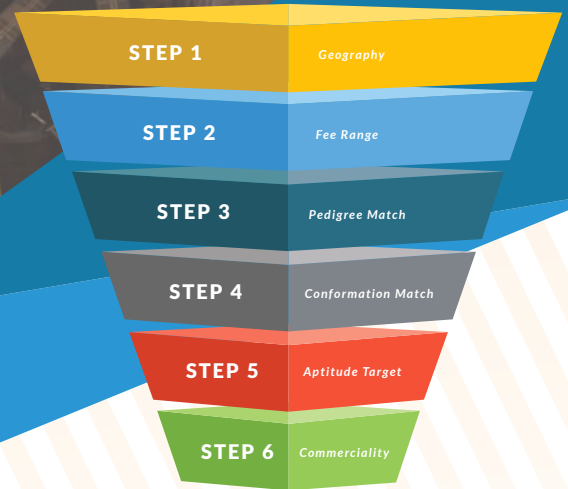 STEP 1 Geography
STEP 2 Fee Range
STEP 3 Pedigree Match
STEP 4 Conformation Match
STEP 5 Aptitude Target
STEP 6 Commerciality